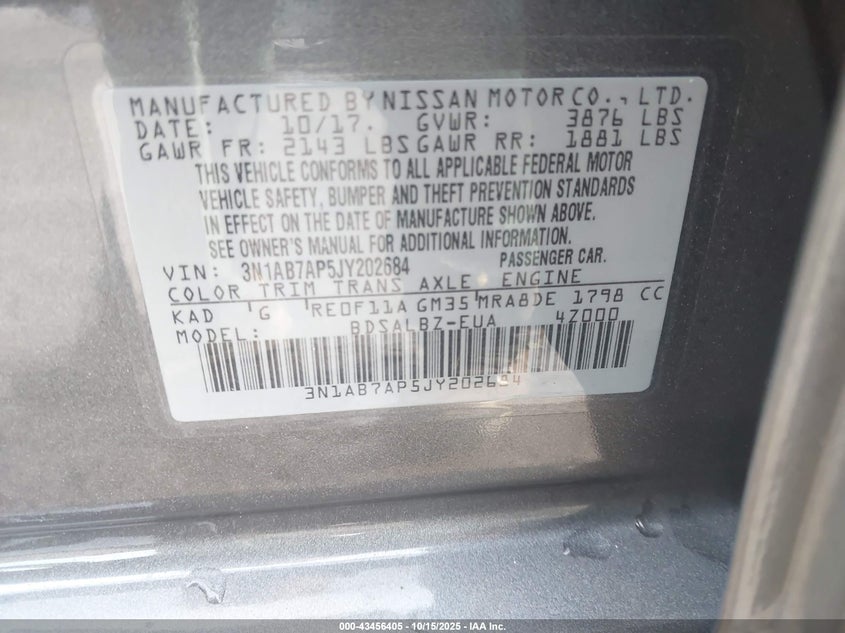 MANUFACTURED BY NISSAN MOTOR CO., LTD.
DATE: 10/17. GVWR: 3876 LBS
GAWR FR: 2143 LBS GAWR RR: 1881 LBS
THIS VEHICLE CONFORMS TO ALL APPLICABLE FEDERAL MOTOR
VEHICLE SAFETY, BUMPER AND THEFT PREVENTION STANDARDS
IN EFFECT ON THE DATE OF MANUFACTURE SHOWN ABOVE.
SEE OWNER'S MANUAL FOR ADDITIONAL INFORMATION.
VIN: 3N1AB7AP5JY202684 PASSENGER CAR.
COLOR TRIM TRANS AXLE ENGINE
KAD G RE0F11A GM35 MRA8DE 1798 CC
MODEL: BDSALBZ-EUA 4Z000
3N1AB7AP5JY202684
000-43456405 - 10/15/2025 - IAA Inc.